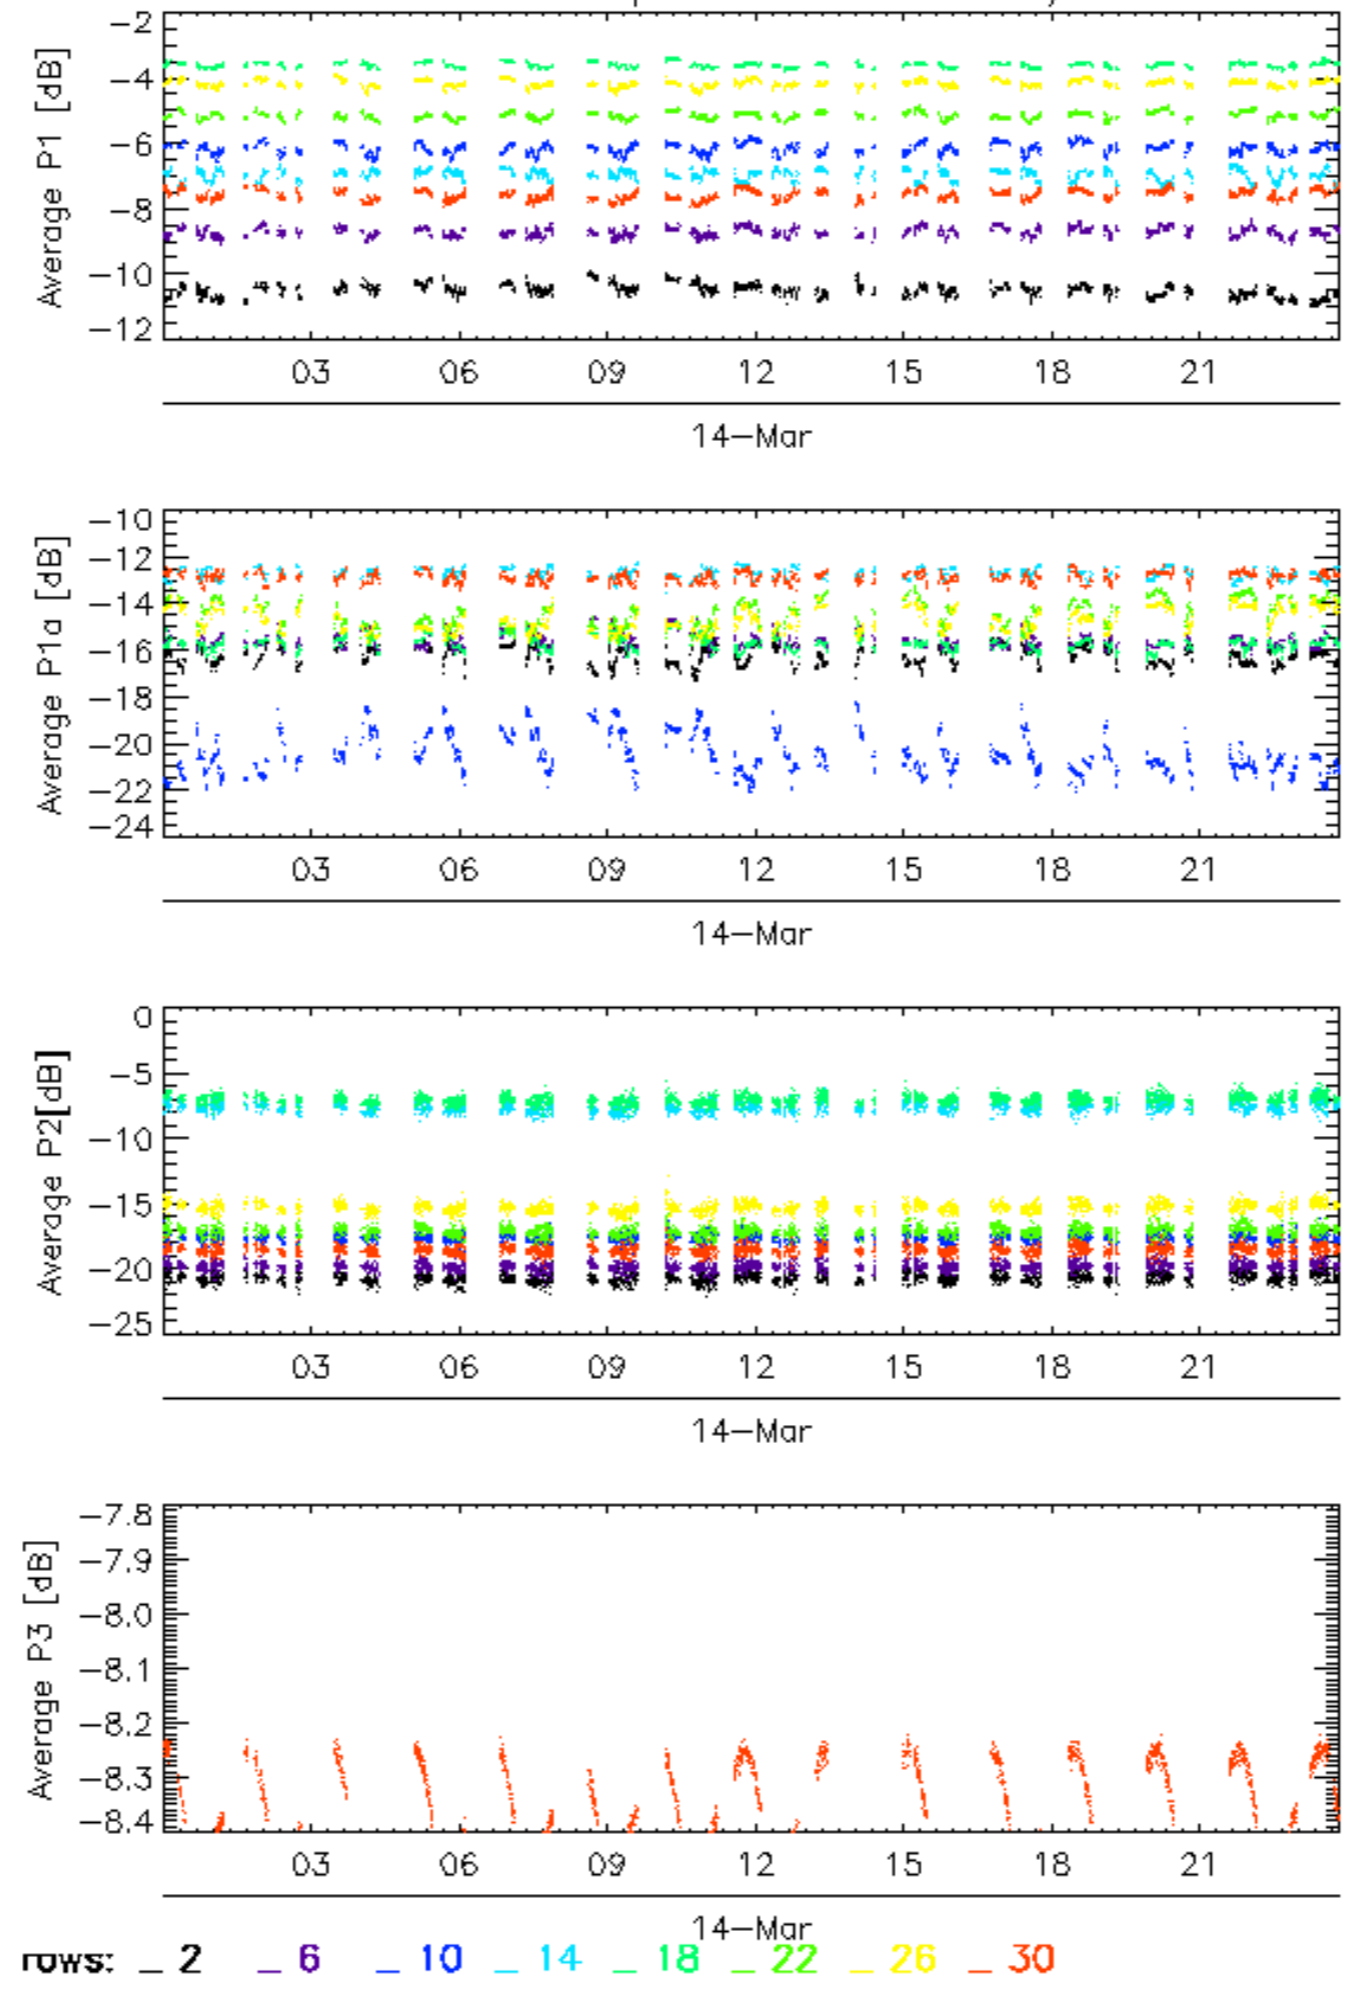 Average P1 [dB]
-2
-4
-6
-8
-10
-12
03 06 09 12 15 18 21
14-Mar
Average P1a [dB]
-10
-12
-14
-16
-18
-20
-22
-24
03 06 09 12 15 18 21
14-Mar
Average P2[dB]
0
-5
-10
-15
-20
-25
03 06 09 12 15 18 21
14-Mar
Average P3 [dB]
-7.8
-7.9
-8.0
-8.1
-8.2
-8.3
-8.4
03 06 09 12 15 18 21
14-Mar
rows: _ 2 _ 6 _ 10 _ 14 _ 18 _ 22 _ 26 _ 30